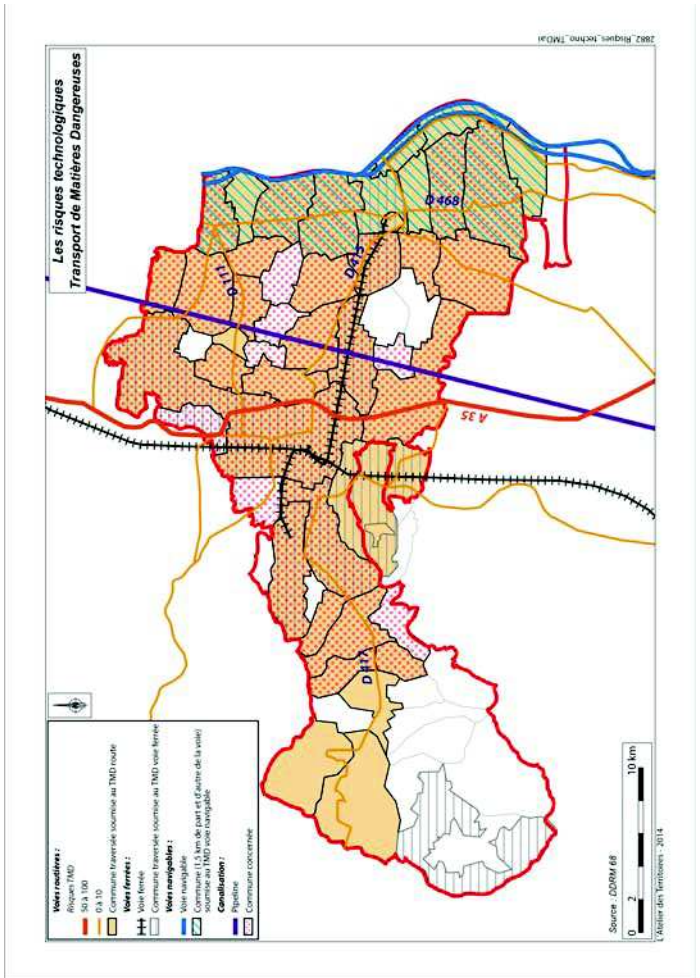 2882_Risques_techno_TMD.ai
Les risques technologiques
Transport de Matières Dangereuses
N
Voies routières :
Risques TMD
50 à 100
0 à 10
Commune traversée soumise au TMD route
Voies ferrées :
Voie ferrée
Commune traversée soumise au TMD voie ferrée
Voies navigables :
Voie navigable
Commune (1,5 km de part et d'autre de la voie)
soumise au TMD voie navigable
Canalisation :
Pipeline
Commune concernée
D 111
D 415
D 468
A 35
D 417
0 2 10 km
Source : DDRM 68
L'Atelier des Territoires - 2014